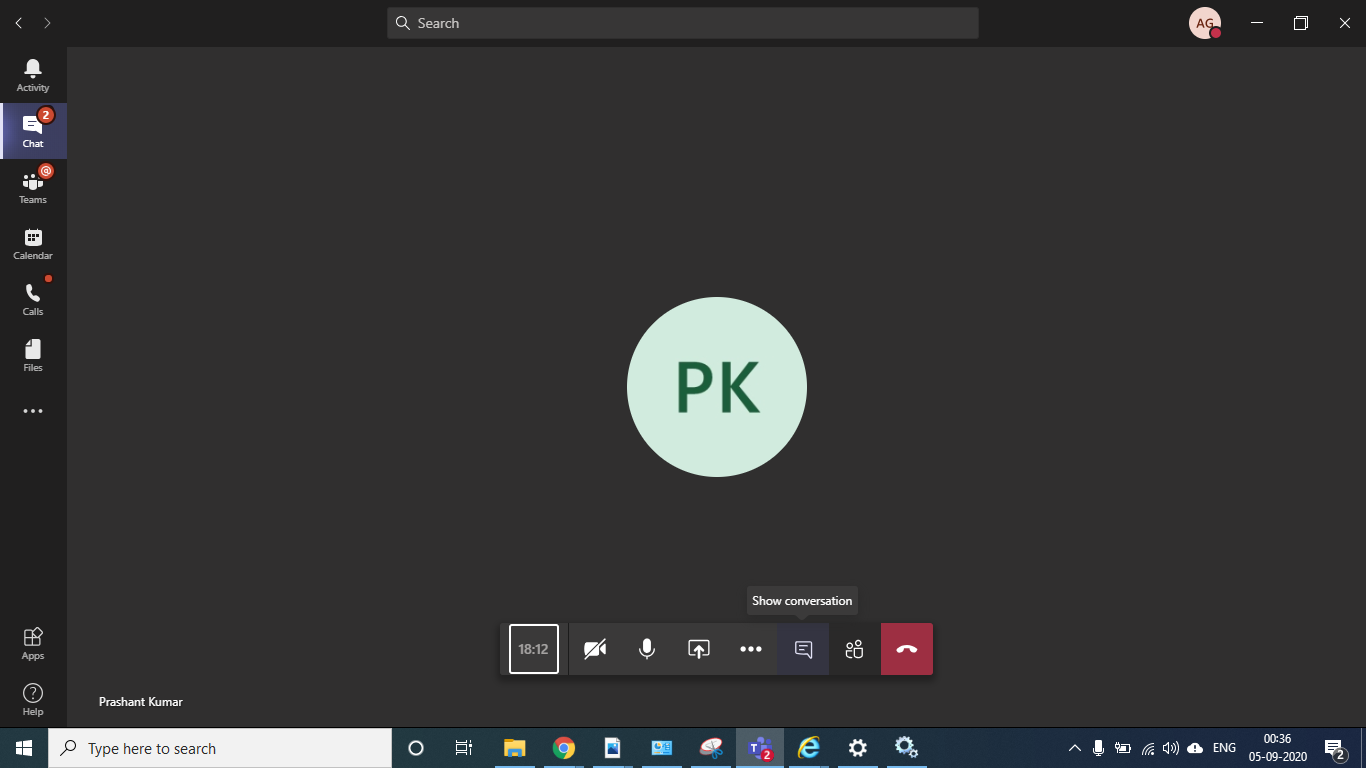 Search
AG
Activity
2
Chat
@
Teams
Calendar
Calls
Files
PK
Show conversation
18:12
Apps
Help
Prashant Kumar
Type here to search
T
2
ENG
00:36
05-09-2020
2